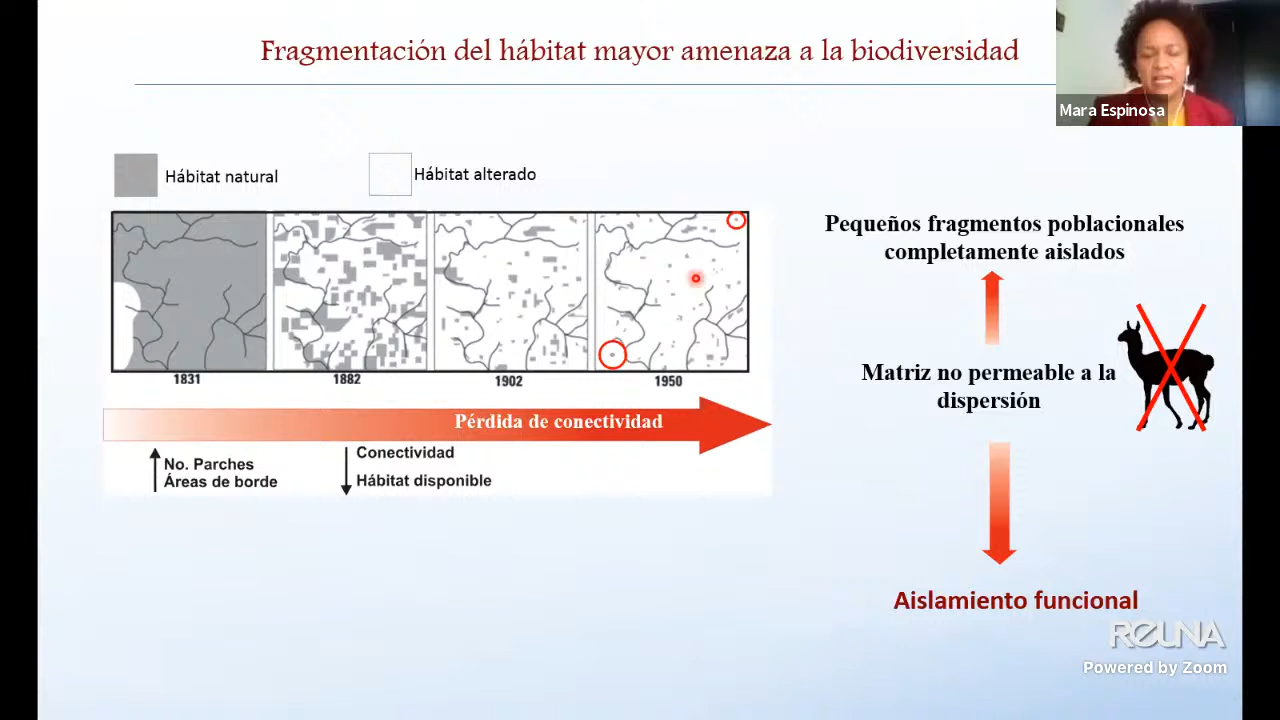 Fragmentación del hábitat mayor amenaza a la biodiversidad
Mara Espinosa
Hábitat natural
Hábitat alterado
1831
1882
1902
1950
Pérdida de conectividad
No. Parches
Áreas de borde
Conectividad
Hábitat disponible
Pequeños fragmentos poblacionales
completamente aislados
Matriz no permeable a la
dispersión
Aislamiento funcional
REUNA
Powered by Zoom